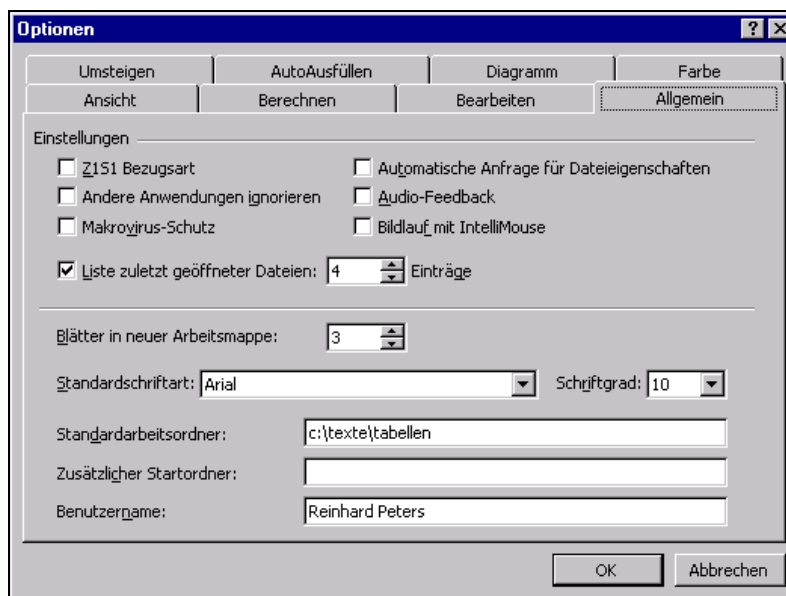 Optionen
Umsteigen AutoAusfüllen Diagramm Farbe
Ansicht Berechnen Bearbeiten Allgemein
Einstellungen
Z1S1 Bezugsart Automatische Anfrage für Dateieigenschaften
Andere Anwendungen ignorieren Audio-Feedback
Makrovirus-Schutz Bildlauf mit IntelliMouse
Liste zuletzt geöffneter Dateien: 4 Einträge
Blätter in neuer Arbeitsmappe: 3
Standardschriftart: Arial Schriftgrad: 10
Standardarbeitsordner: c:\texte\tabellen
Zusätzlicher Startordner:
Benutzername: Reinhard Peters
OK Abbrechen